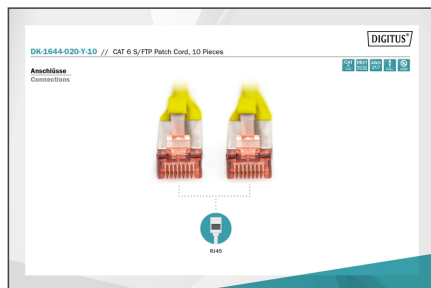 DIGITUS®
DK-1644-020-Y-10 // CAT 6 S/FTP Patch Cord, 10 Pieces
Anschlüsse
Connections
RJ45